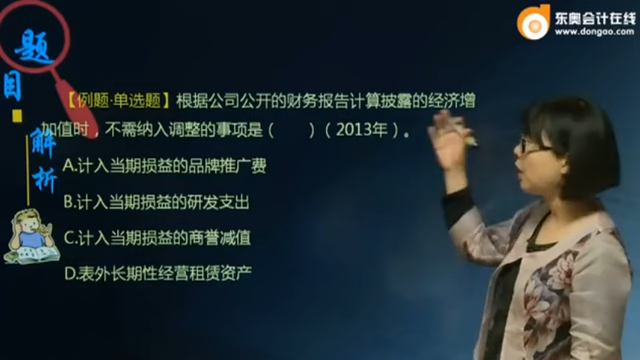 东奥会计在线
www.dongao.com
题目解析
【例题·单选题】根据公司公开的财务报告计算披露的经济增
加值时，不需纳入调整的事项是（　　）（2013年）。
A.计入当期损益的品牌推广费
B.计入当期损益的研发支出
C.计入当期损益的商誉减值
D.表外长期性经营租赁资产